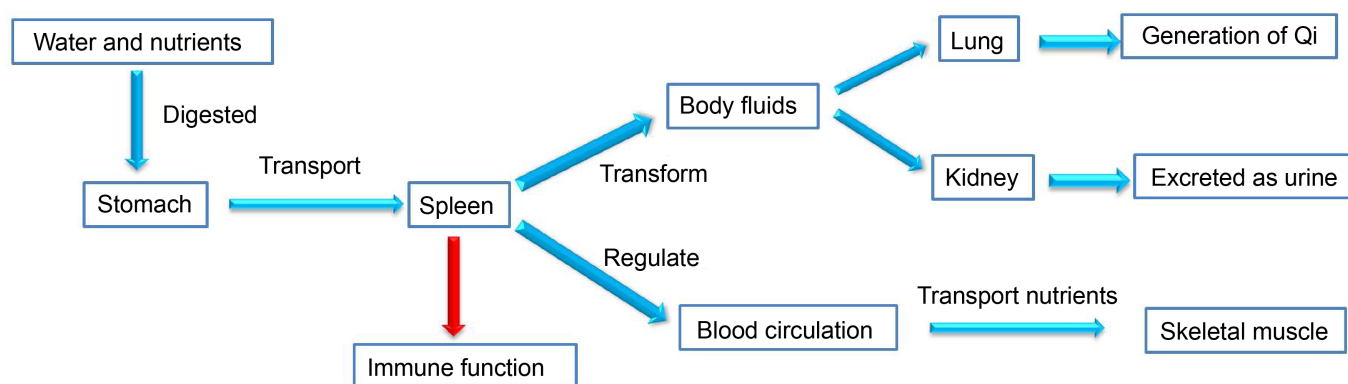 Water and nutrients
Digested
Stomach
Transport
Spleen
Immune function
Transform
Body fluids
Lung
Generation of Qi
Kidney
Excreted as urine
Regulate
Blood circulation
Transport nutrients
Skeletal muscle